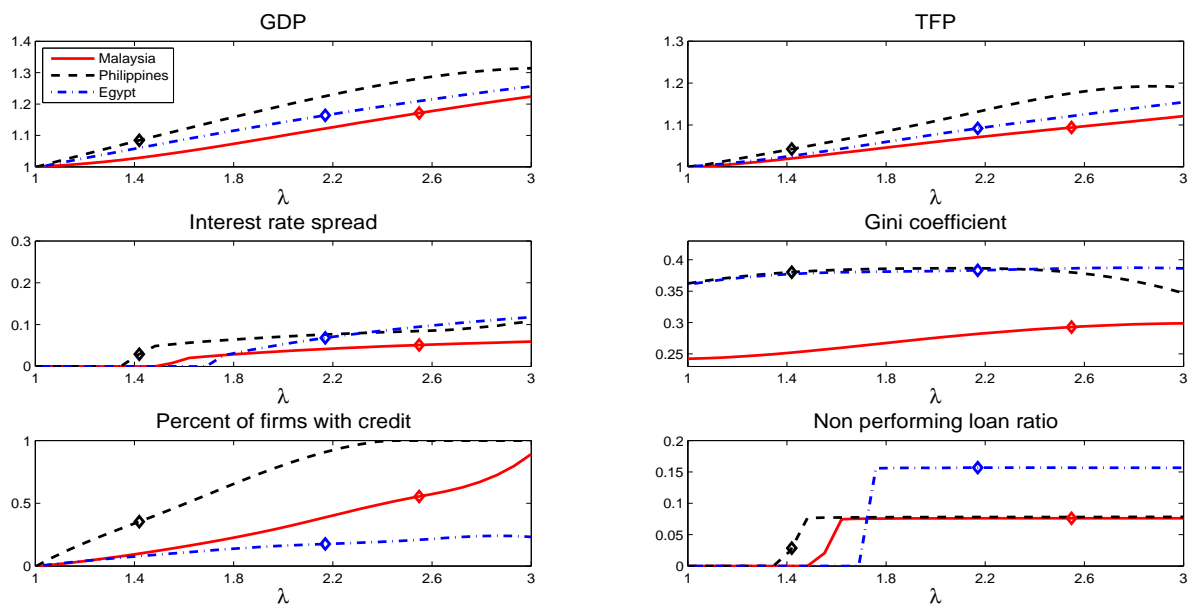 GDP
1.4
1.3
1.2
1.1
1
1 1.4 1.8 2.2 2.6 3
λ
Malaysia
Philippines
Egypt
TFP
1.3
1.2
1.1
1
1 1.4 1.8 2.2 2.6 3
λ
Interest rate spread
0.3
0.2
0.1
0
1 1.4 1.8 2.2 2.6 3
λ
Gini coefficient
0.4
0.35
0.3
0.25
1 1.4 1.8 2.2 2.6 3
λ
Percent of firms with credit
1
0.5
0
1 1.4 1.8 2.2 2.6 3
λ
Non performing loan ratio
0.2
0.15
0.1
0.05
0
1 1.4 1.8 2.2 2.6 3
λ